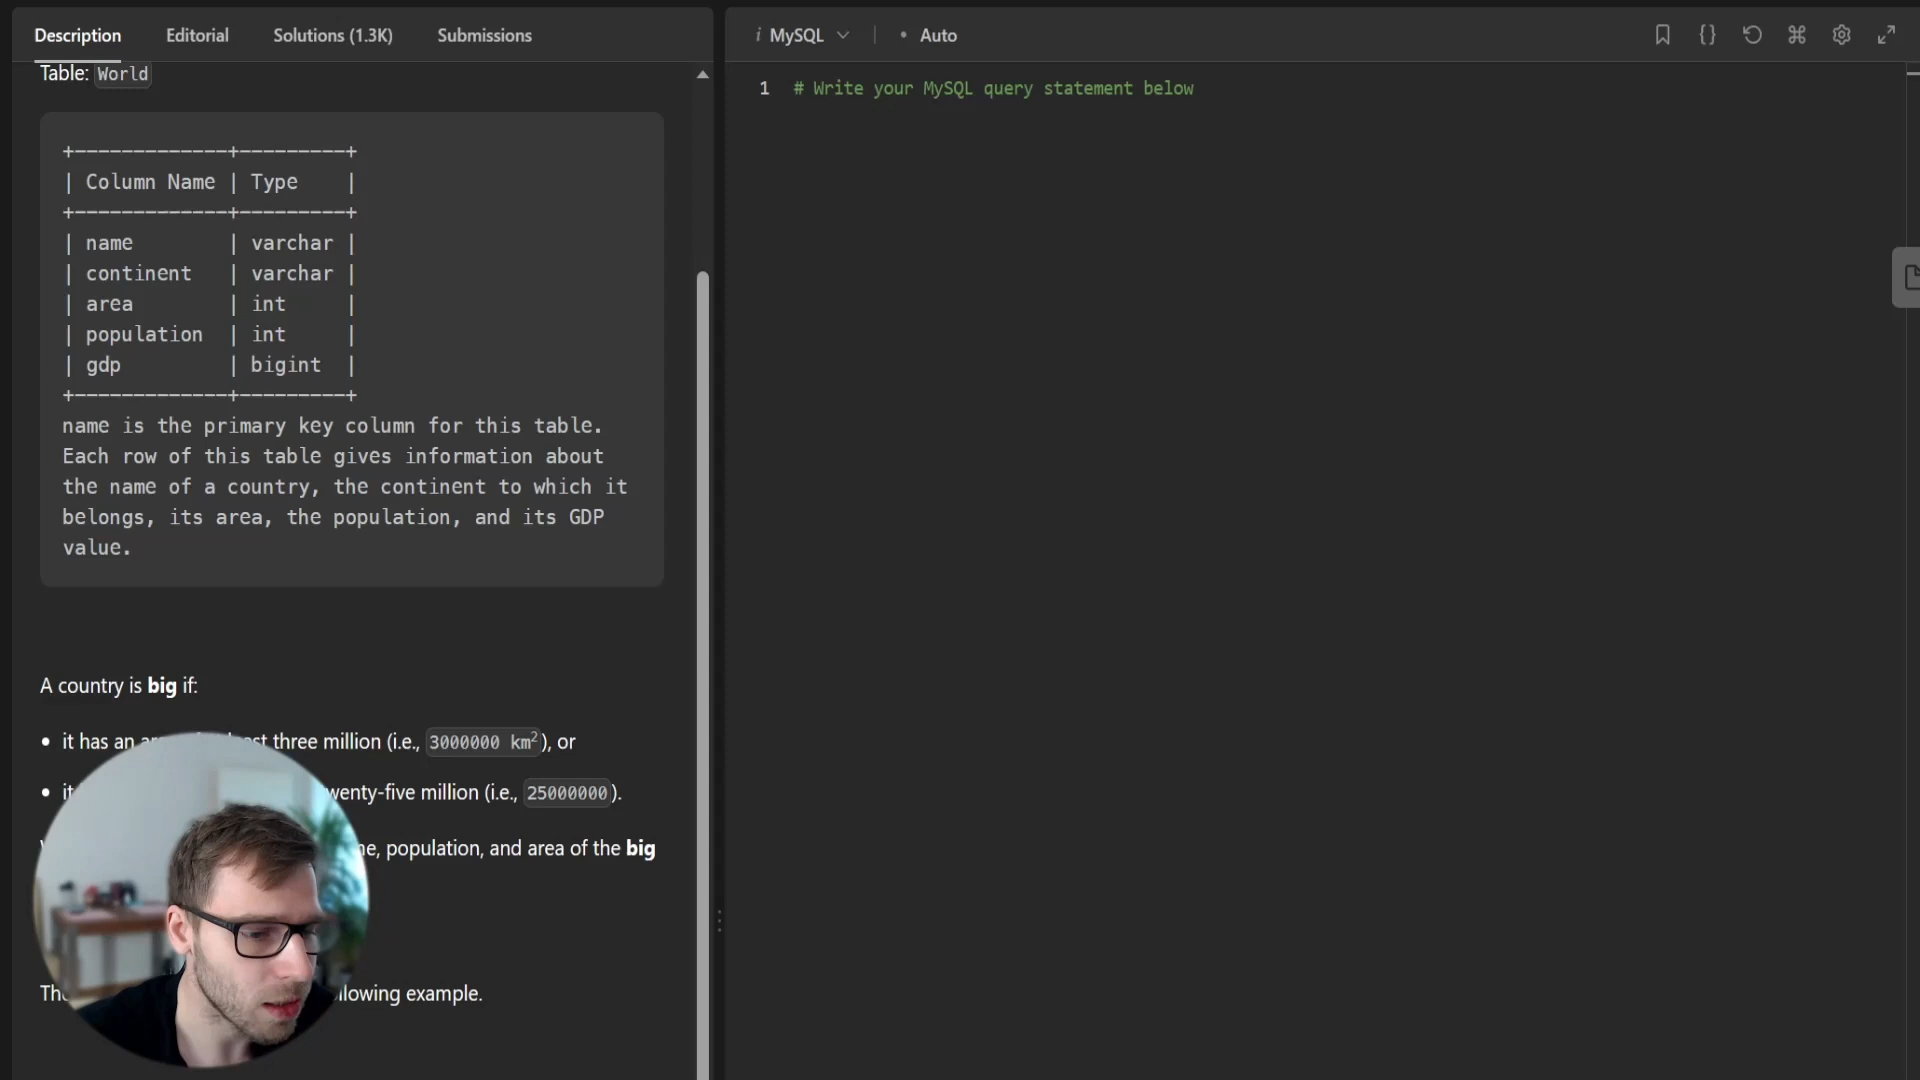 Description Editorial Solutions (1.3K) Submissions
Table: World
+-------------+---------+
| Column Name | Type    |
+-------------+---------+
| name        | varchar |
| continent   | varchar |
| area        | int     |
| population  | int     |
| gdp         | bigint  |
+-------------+---------+
name is the primary key column for this table.
Each row of this table gives information about
the name of a country, the continent to which it
belongs, its area, the population, and its GDP
value.
A country is big if:
• it has an three million (i.e., 3000000 km²), or
• million (i.e., 25000000).
population, and area of the big
example.
i MySQL • Auto
1 # Write your MySQL query statement below